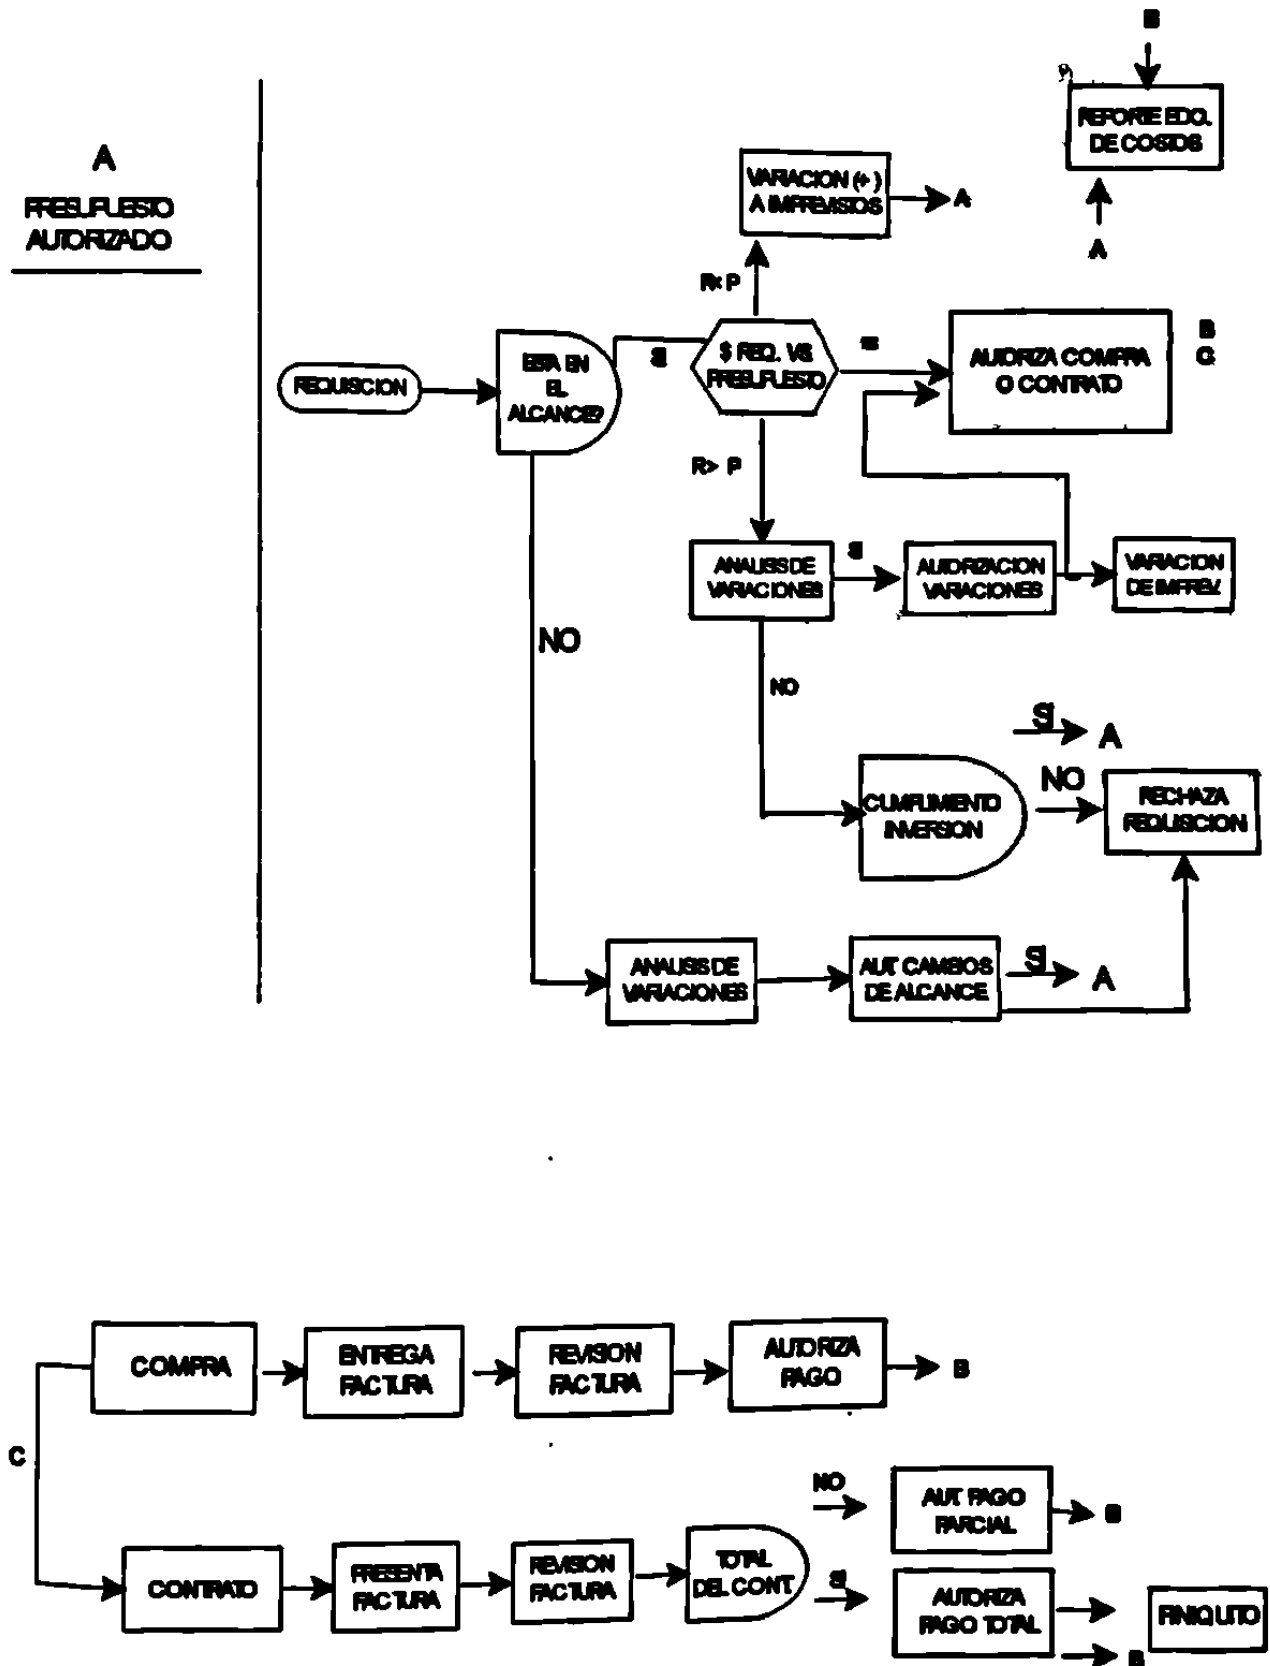 B
REPORTE EDO.
DE COSTOS
A
A
PRESUPUESTO
AUTORIZADO
VARIACION (+)
A IMPREVISTOS
A
R< P
REQUISCION
ESTA EN
EL
ALCANCE?
SI
$ REQ. VS
PRESUPUESTO
=
AUTORIZA COMPRA
O CONTRATO
B
C
R> P
ANALISIS DE
VARIACIONES
SI
AUTORIZACION
VARIACIONES
VARIACION
DE IMPREV.
NO
NO
SI
A
CUMPLIMIENTO
INVERSION
NO
RECHAZA
REQUISICION
ANALISIS DE
VARIACIONES
AUT. CAMBIOS
DE ALCANCE
SI
A
COMPRA
ENTREGA
FACTURA
REVISION
FACTURA
AUTORIZA
PAGO
B
C
CONTRATO
PRESENTA
FACTURA
REVISION
FACTURA
TOTAL
DEL CONT.
NO
AUT. PAGO
PARCIAL
B
SI
AUTORIZA
PAGO TOTAL
B
FINIQUITO